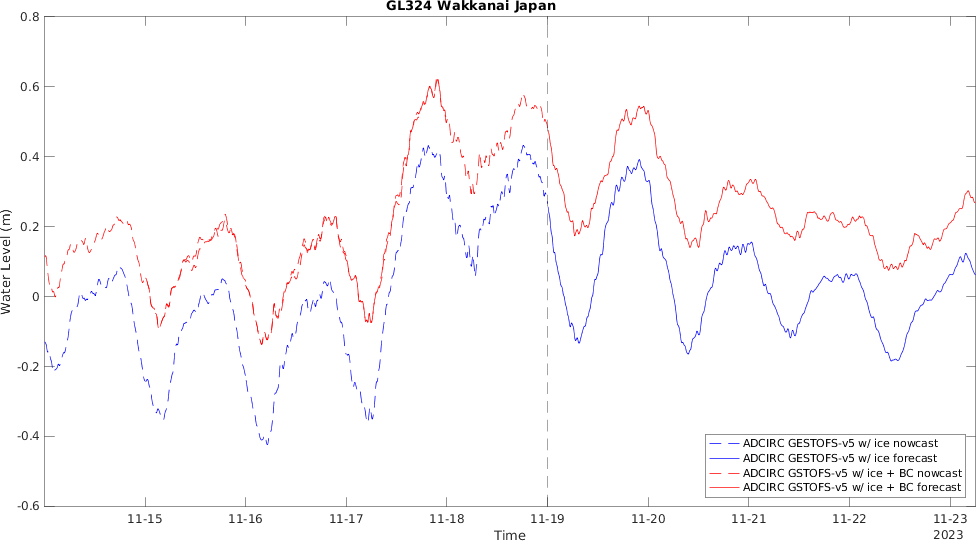 GL324 Wakkanai Japan
0.8
0.6
0.4
0.2
0
-0.2
-0.4
-0.6
Water Level (m)
ADCIRC GESTOFS-v5 w/ ice nowcast
ADCIRC GESTOFS-v5 w/ ice forecast
ADCIRC GSTOFS-v5 w/ ice + BC nowcast
ADCIRC GSTOFS-v5 w/ ice + BC forecast
11-15 11-16 11-17 11-18 11-19 11-20 11-21 11-22 11-23
Time 2023